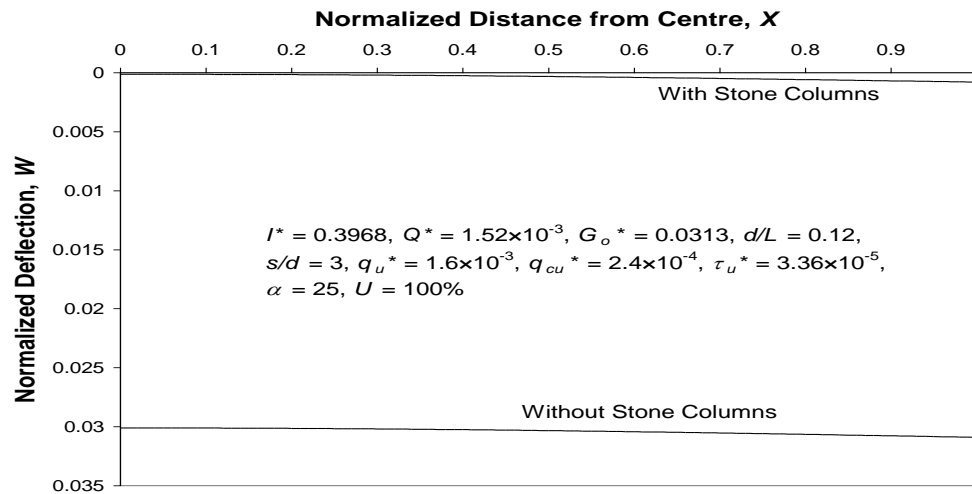 Normalized Distance from Centre, X
0 0.1 0.2 0.3 0.4 0.5 0.6 0.7 0.8 0.9
0
With Stone Columns
0.005
0.01
Normalized Deflection, W
I* = 0.3968, Q* = 1.52×10⁻³, Gₒ* = 0.0313, d/L = 0.12,
0.015
s/d = 3, qᵤ* = 1.6×10⁻³, q_cu* = 2.4×10⁻⁴, τᵤ* = 3.36×10⁻⁵,
α = 25, U = 100%
0.02
0.025
Without Stone Columns
0.03
0.035